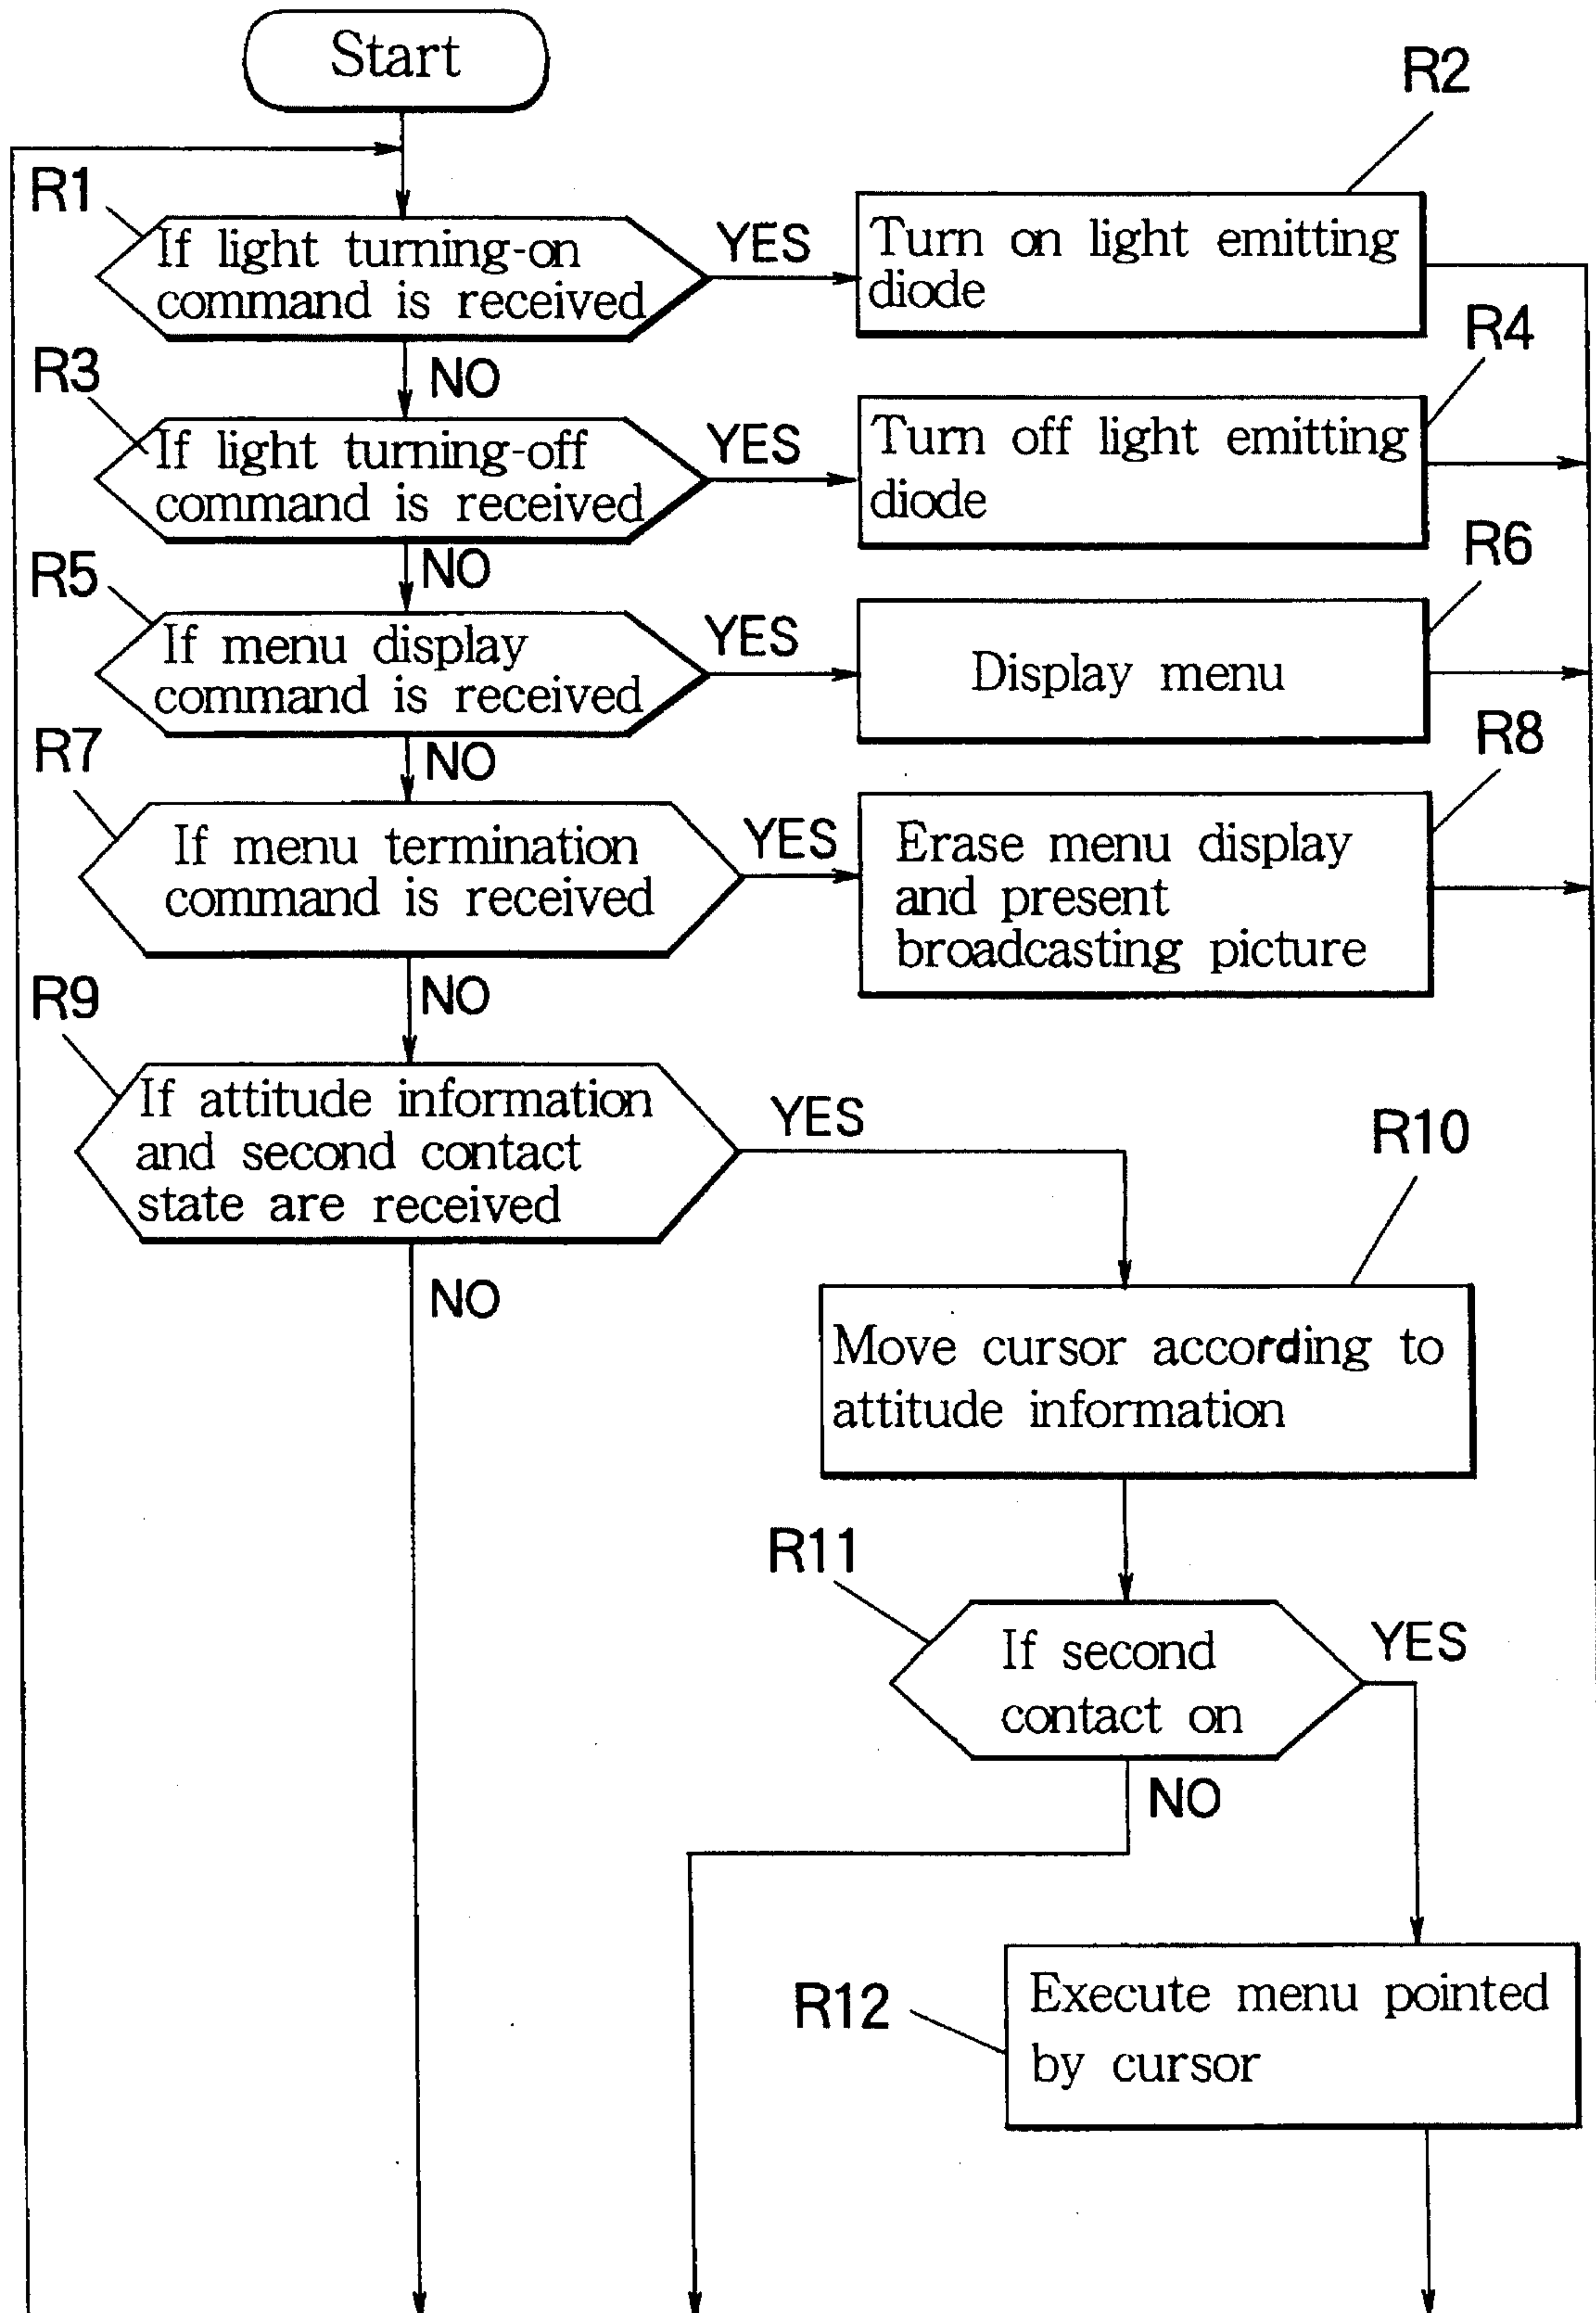 Start
R2
R1
If light turning-on
command is received
YES
Turn on light emitting
diode
NO
R4
R3
If light turning-off
command is received
YES
Turn off light emitting
diode
NO
R6
R5
If menu display
command is received
YES
Display menu
NO
R8
R7
If menu termination
command is received
YES
Erase menu display
and present
broadcasting picture
NO
R9
If attitude information
and second contact
state are received
YES
R10
NO
Move cursor according to
attitude information
R11
If second
contact on
YES
NO
R12
Execute menu pointed
by cursor